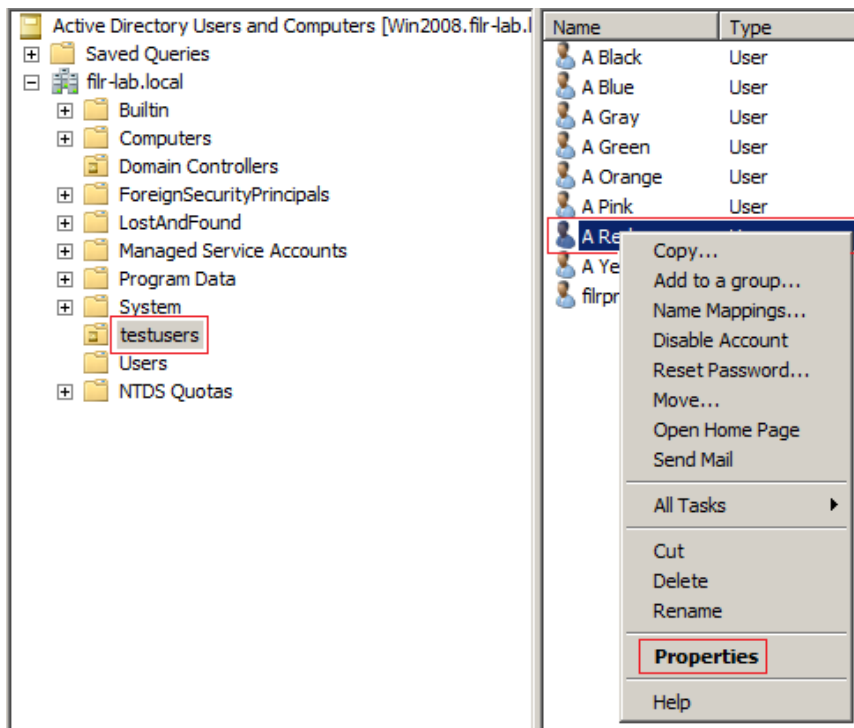 Active Directory Users and Computers [Win2008.filr-lab.l
Saved Queries
filr-lab.local
Builtin
Computers
Domain Controllers
ForeignSecurityPrincipals
LostAndFound
Managed Service Accounts
Program Data
System
testusers
Users
NTDS Quotas
Name Type
A Black User
A Blue User
A Gray User
A Green User
A Orange User
A Pink User
A Red
A Ye
filrpr
Copy...
Add to a group...
Name Mappings...
Disable Account
Reset Password...
Move...
Open Home Page
Send Mail
All Tasks
Cut
Delete
Rename
Properties
Help